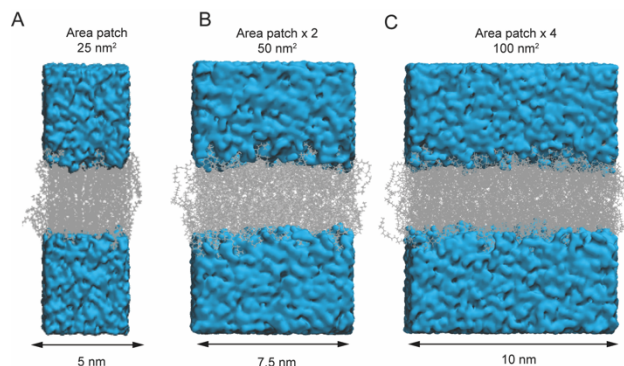 A
Area patch
25 nm²
B
Area patch x 2
50 nm²
C
Area patch x 4
100 nm²
5 nm
7.5 nm
10 nm